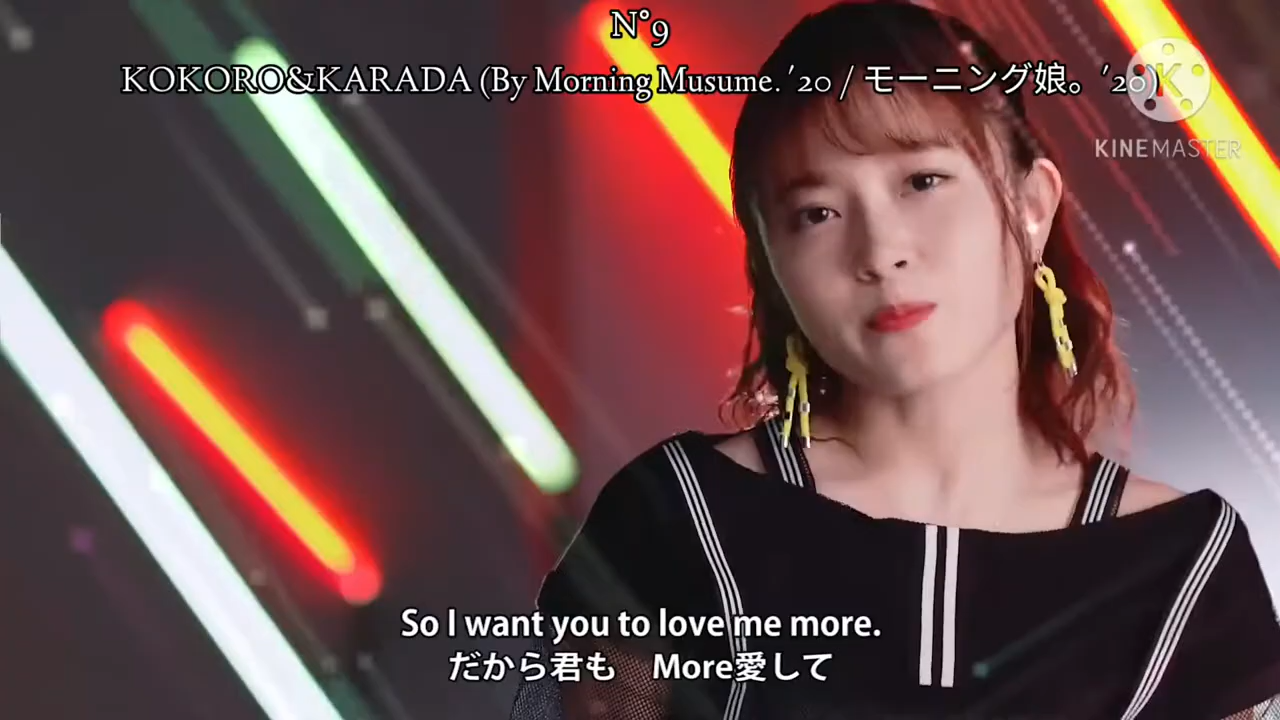 N°9
KOKORO&KARADA (By Morning Musume. '20 / モーニング娘。'20)
K
KINEMASTER
So I want you to love me more.
だから君も　More愛して